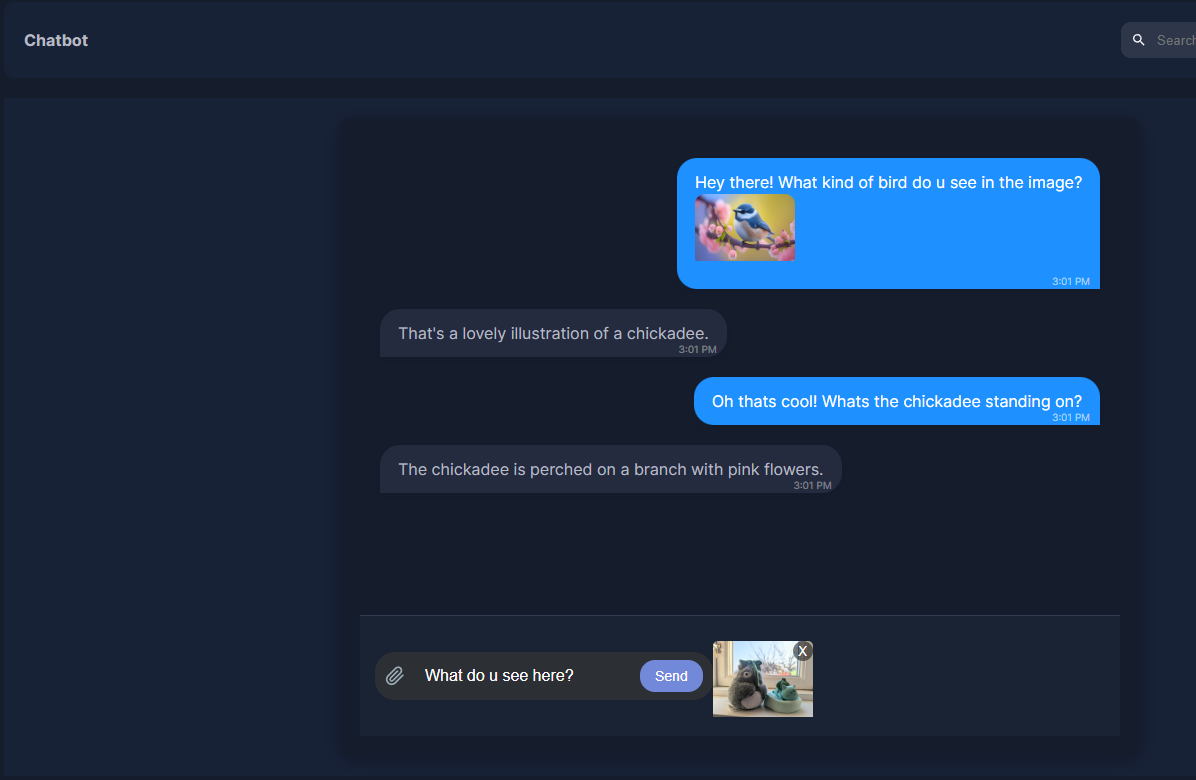 Chatbot
Search
Hey there! What kind of bird do u see in the image?
3:01 PM
That's a lovely illustration of a chickadee.
3:01 PM
Oh thats cool! Whats the chickadee standing on?
3:01 PM
The chickadee is perched on a branch with pink flowers.
3:01 PM
X
What do u see here?
Send